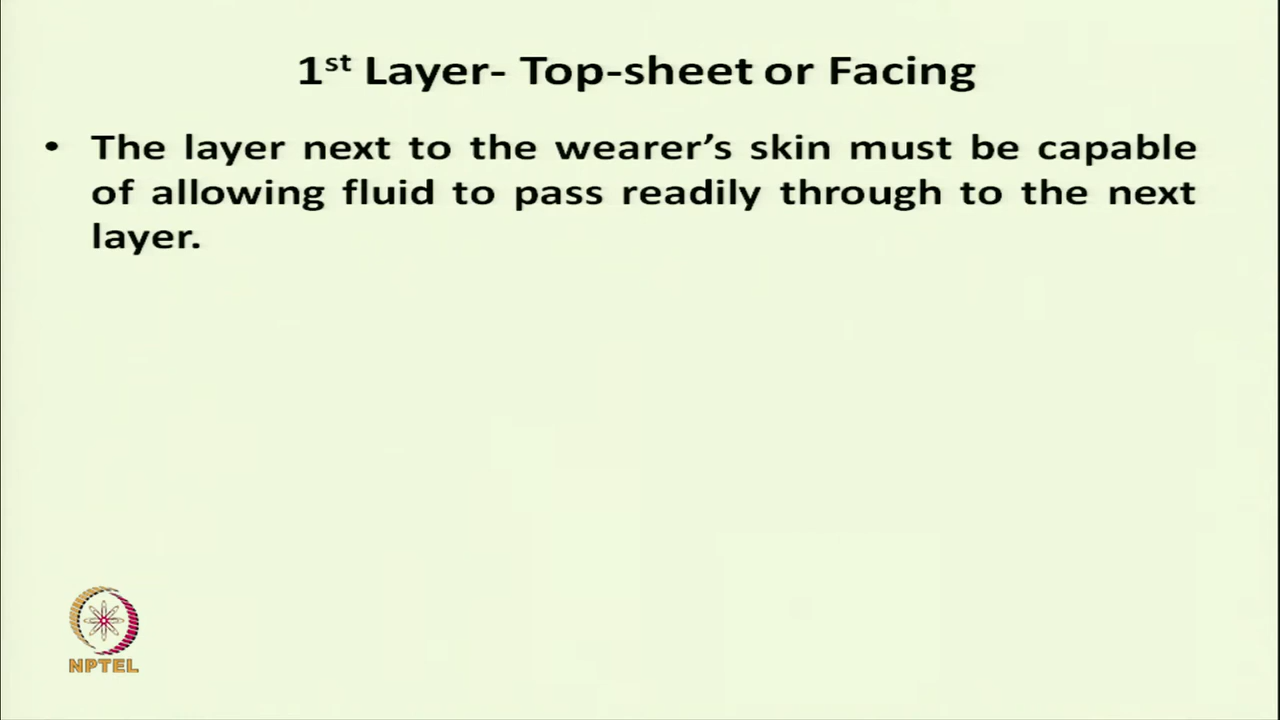 1st Layer- Top-sheet or Facing
• The layer next to the wearer’s skin must be capable
of allowing fluid to pass readily through to the next
layer.
NPTEL